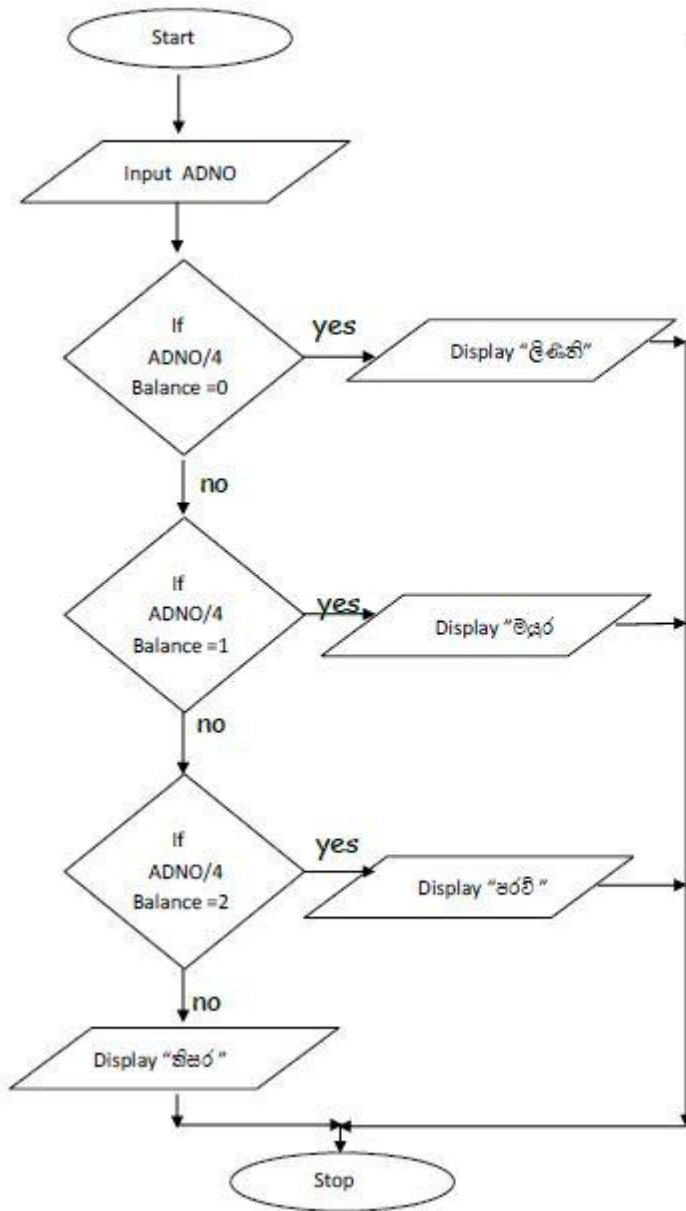 Start
Input ADNO
If
ADNO/4
Balance =0
yes
Display “ලිණිති”
no
If
ADNO/4
Balance =1
yes
Display “මයුර
no
If
ADNO/4
Balance =2
yes
Display “පරවි ”
no
Display “තිසර ”
Stop